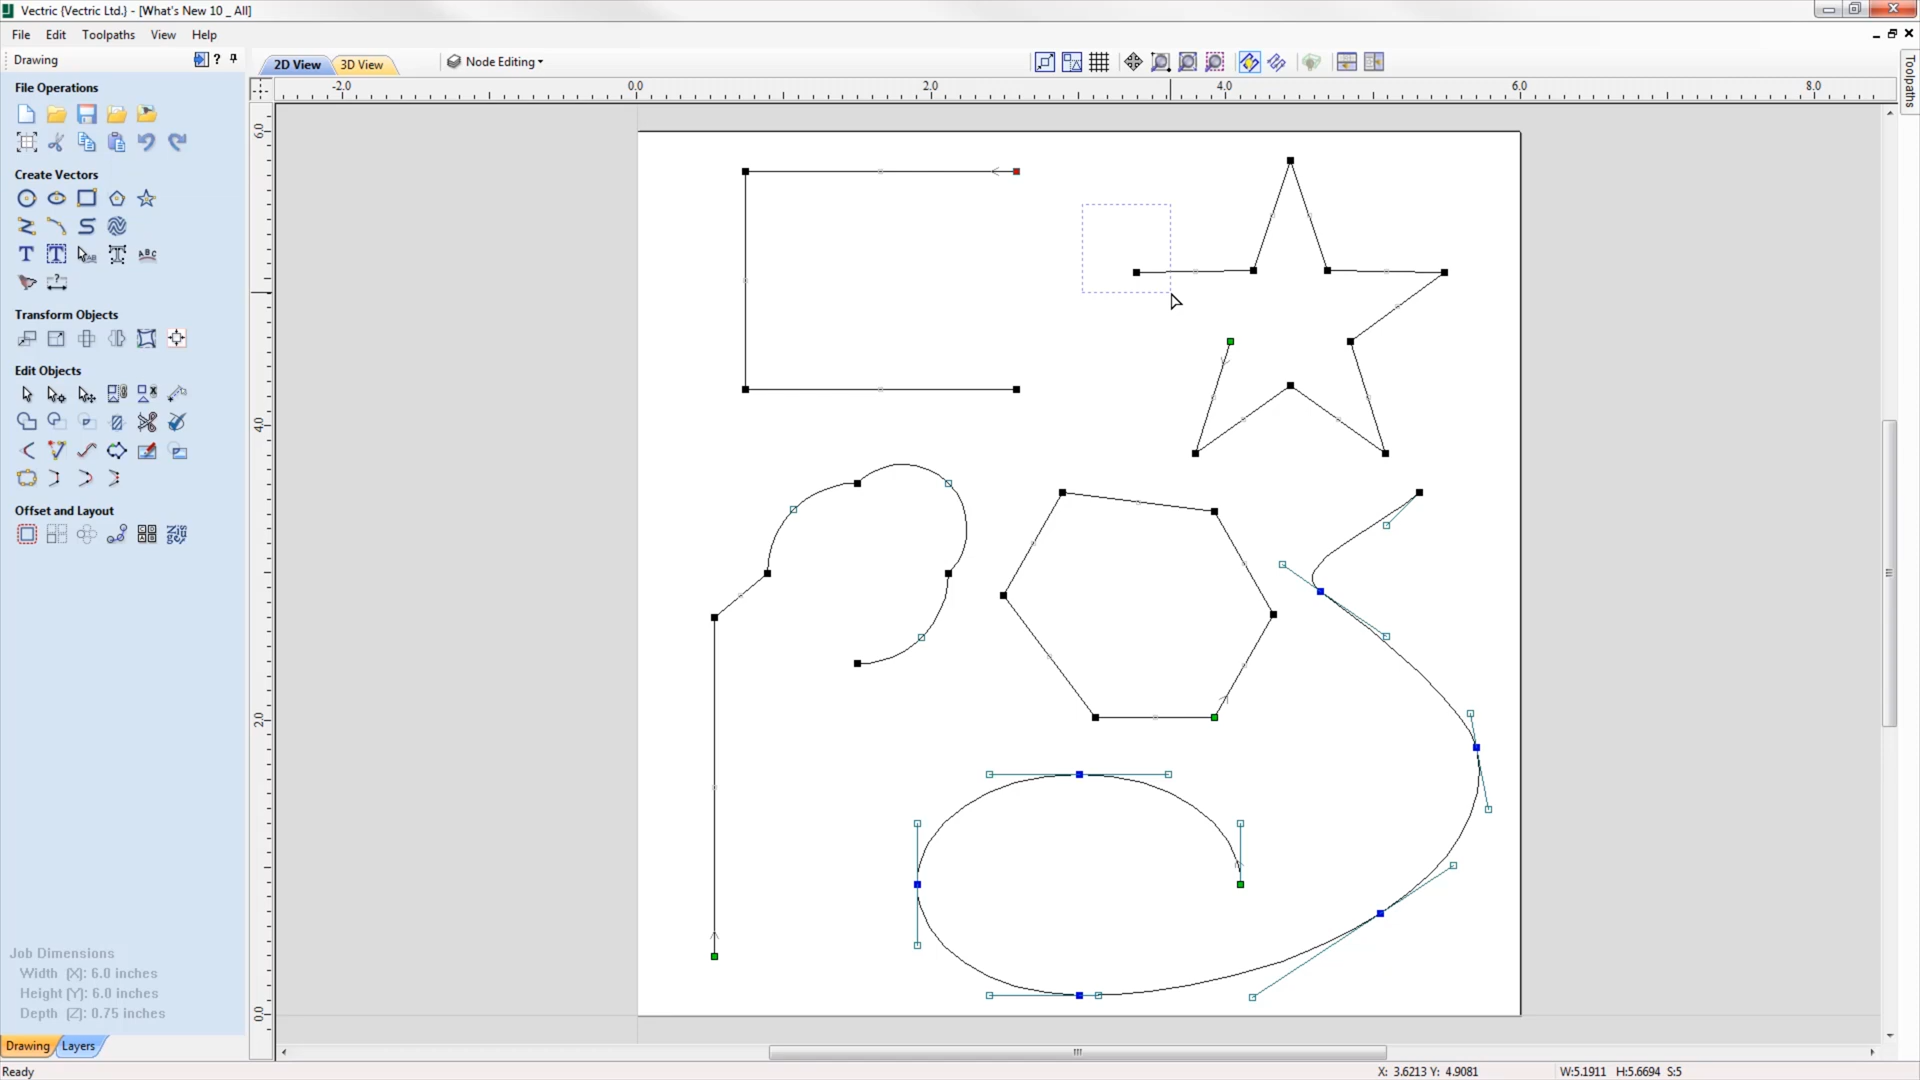 Vectric {Vectric Ltd.} - [What's New 10 _ All]
File Edit Toolpaths View Help
Drawing
2D View
3D View
Node Editing
Toolpaths
-2.0 0.0 2.0 4.0 6.0 8.0
6.0
4.0
2.0
0.0
File Operations
Create Vectors
Transform Objects
Edit Objects
Offset and Layout
Job Dimensions
Width (X): 6.0 inches
Height (Y): 6.0 inches
Depth (Z): 0.75 inches
Drawing
Layers
Ready
X: 3.6213 Y: 4.9081
W:5.1911 H:5.6694 S:5